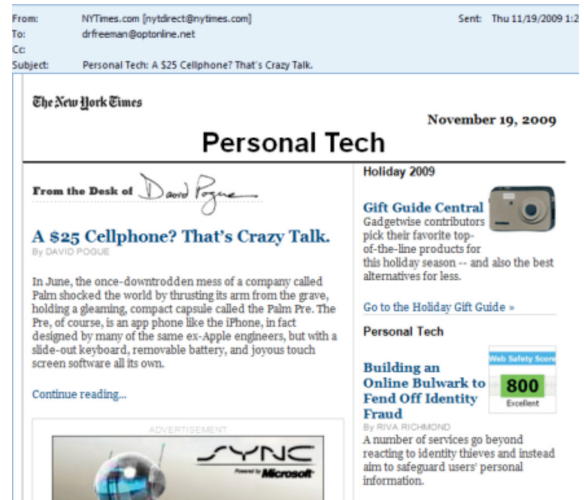 From: NYTimes.com [nytdirect@nytimes.com] Sent: Thu 11/19/2009 1:2
To: drfreeman@optonline.net
Cc:
Subject: Personal Tech: A $25 Cellphone? That's Crazy Talk.
The New York Times
November 19, 2009
Personal Tech
From the Desk of David Pogue
A $25 Cellphone? That's Crazy Talk.
By DAVID POGUE
In June, the once-downtrodden mess of a company called
Palm shocked the world by thrusting its arm from the grave,
holding a gleaming, compact capsule called the Palm Pre. The
Pre, of course, is an app phone like the iPhone, in fact
designed by many of the same ex-Apple engineers, but with a
slide-out keyboard, removable battery, and joyous touch
screen software all its own.
Continue reading...
ADVERTISEMENT
SYNC
Powered by Microsoft
Holiday 2009
Gift Guide Central
Gadgetwise contributors
pick their favorite top-
of-the-line products for
this holiday season -- and also the best
alternatives for less.
Go to the Holiday Gift Guide »
Personal Tech
Building an
Online Bulwark to
Fend Off Identity
Fraud
By RIVA RICHMOND
A number of services go beyond
reacting to identity thieves and instead
aim to safeguard users' personal
information.
Web Safety Score
800
Excellent